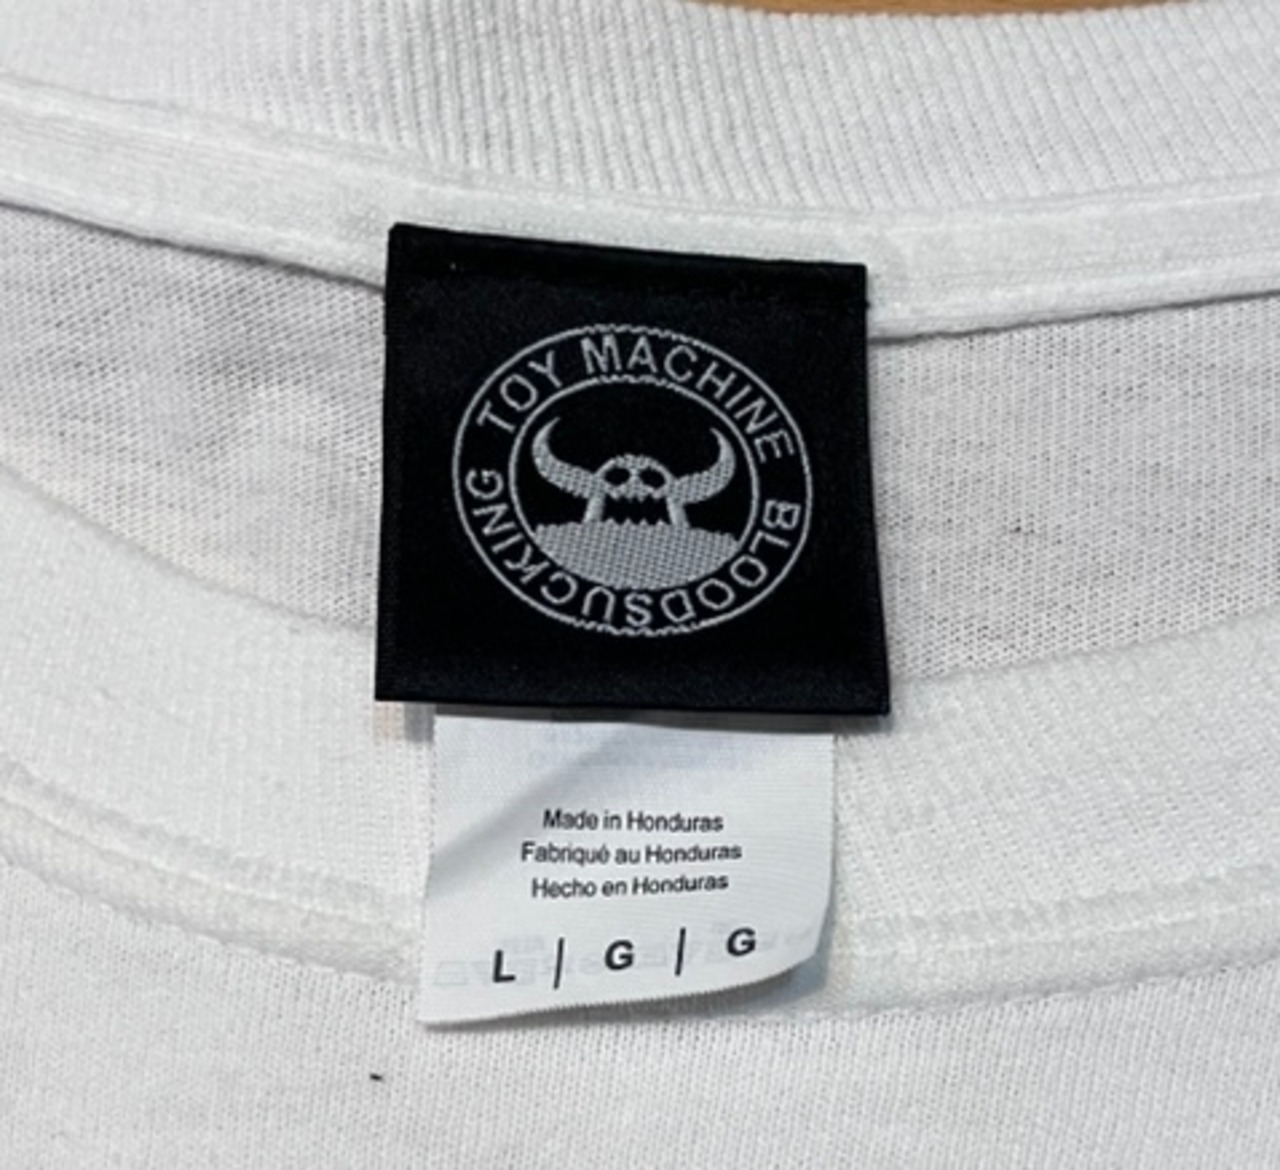 TOY MACHINE BLOODSUCKING
Made in Honduras
Fabriqué au Honduras
Hecho en Honduras
L | G | G